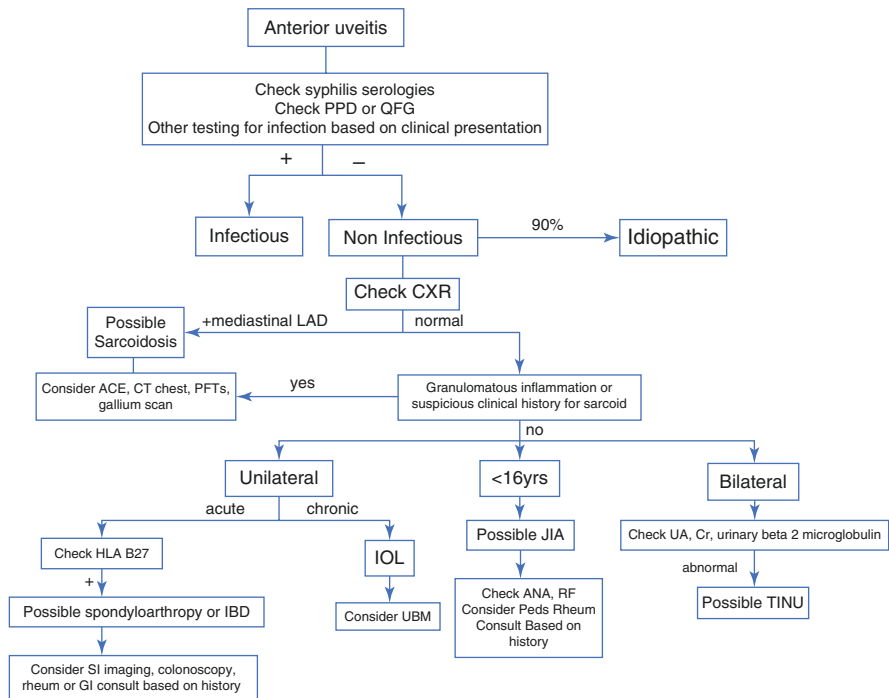 Anterior uveitis
Check syphilis serologies
Check PPD or QFG
Other testing for infection based on clinical presentation
+
–
Infectious
Non Infectious
90%
Idiopathic
Check CXR
Possible
Sarcoidosis
+mediastinal LAD
normal
Consider ACE, CT chest, PFTs,
gallium scan
yes
Granulomatous inflammation or
suspicious clinical history for sarcoid
no
Unilateral
<16yrs
Bilateral
acute
chronic
Check HLA B27
IOL
Possible JIA
Check UA, Cr, urinary beta 2 microglobulin
+
abnormal
Possible spondyloarthropy or IBD
Consider UBM
Check ANA, RF
Consider Peds Rheum
Consult Based on
history
Possible TINU
Consider SI imaging, colonoscopy,
rheum or GI consult based on history